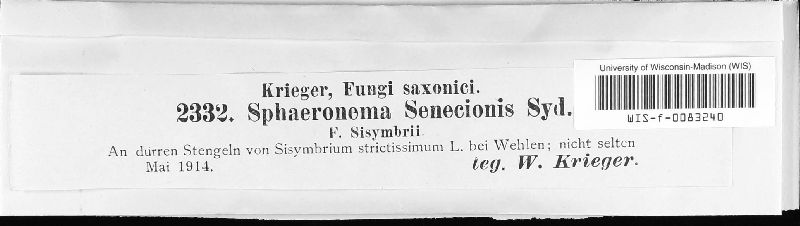 University of Wisconsin-Madison (WIS)
WIS-f-0083240
Krieger, Fungi saxonici.
2332. Sphaeronema Senecionis Syd.
F. Sisymbrii
An dürren Stengeln von Sisymbrium strictissimum L. bei Wehlen; nicht selten
Mai 1914.
leg. W. Krieger.